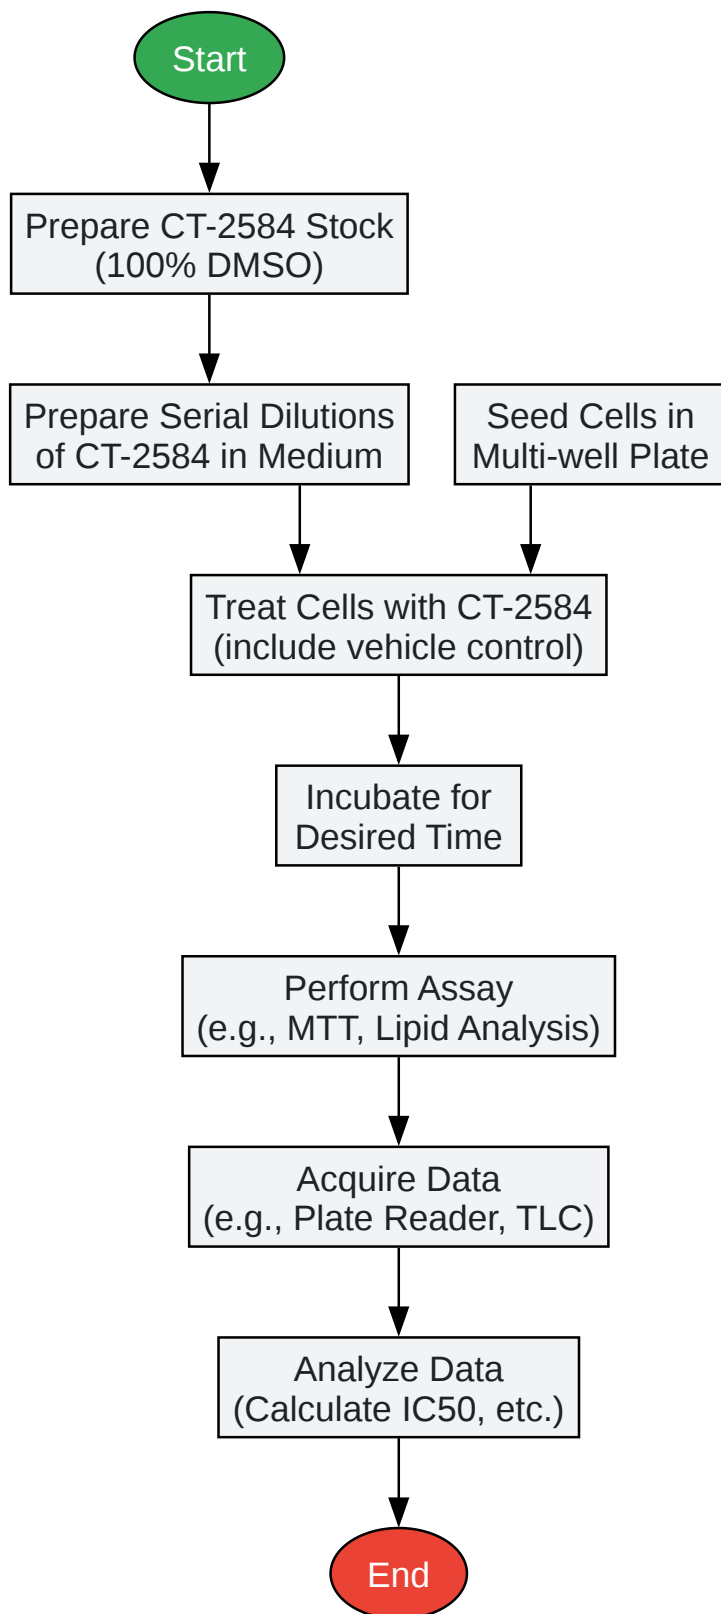 Start
Prepare CT-2584 Stock
(100% DMSO)
Prepare Serial Dilutions
of CT-2584 in Medium
Seed Cells in
Multi-well Plate
Treat Cells with CT-2584
(include vehicle control)
Incubate for
Desired Time
Perform Assay
(e.g., MTT, Lipid Analysis)
Acquire Data
(e.g., Plate Reader, TLC)
Analyze Data
(Calculate IC50, etc.)
End